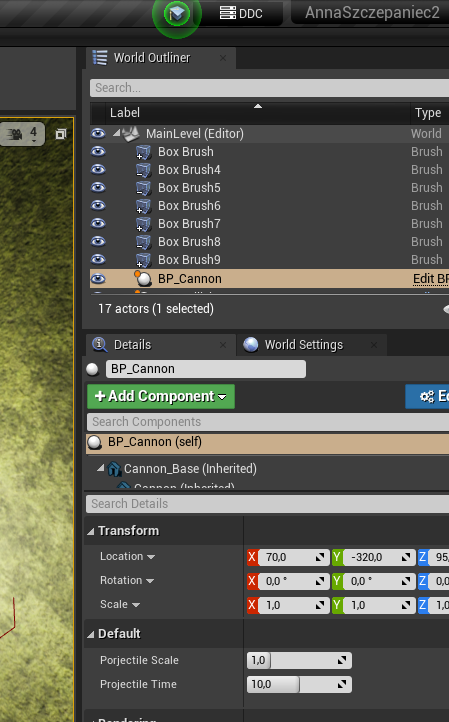 DDC AnnaSzczepaniec2
World Outliner
Search...
Label Type
4
MainLevel (Editor) World
Box Brush Brush
Box Brush4 Brush
Box Brush5 Brush
Box Brush6 Brush
Box Brush7 Brush
Box Brush8 Brush
Box Brush9 Brush
BP_Cannon Edit BP
17 actors (1 selected)
Details World Settings
BP_Cannon
+Add Component
Search Components
BP_Cannon (self)
Cannon_Base (Inherited)
Cannon (Inherited)
Search Details
Transform
Location X 70,0 Y -320,0 Z 95,
Rotation X 0,0 ° Y 0,0 ° Z 0,0
Scale X 1,0 Y 1,0 Z 1,0
Default
Porjectile Scale 1,0
Projectile Time 10,0
Rendering